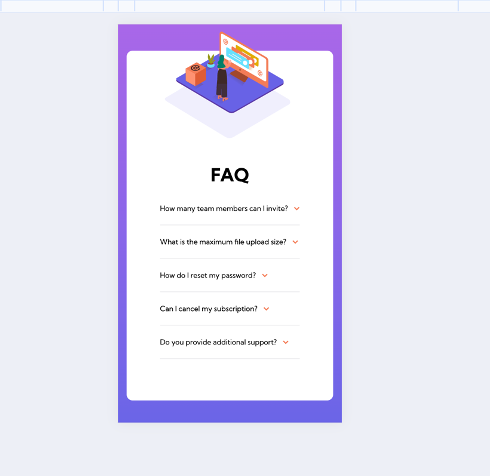 FAQ
How many team members can I invite?
What is the maximum file upload size?
How do I reset my password?
Can I cancel my subscription?
Do you provide additional support?